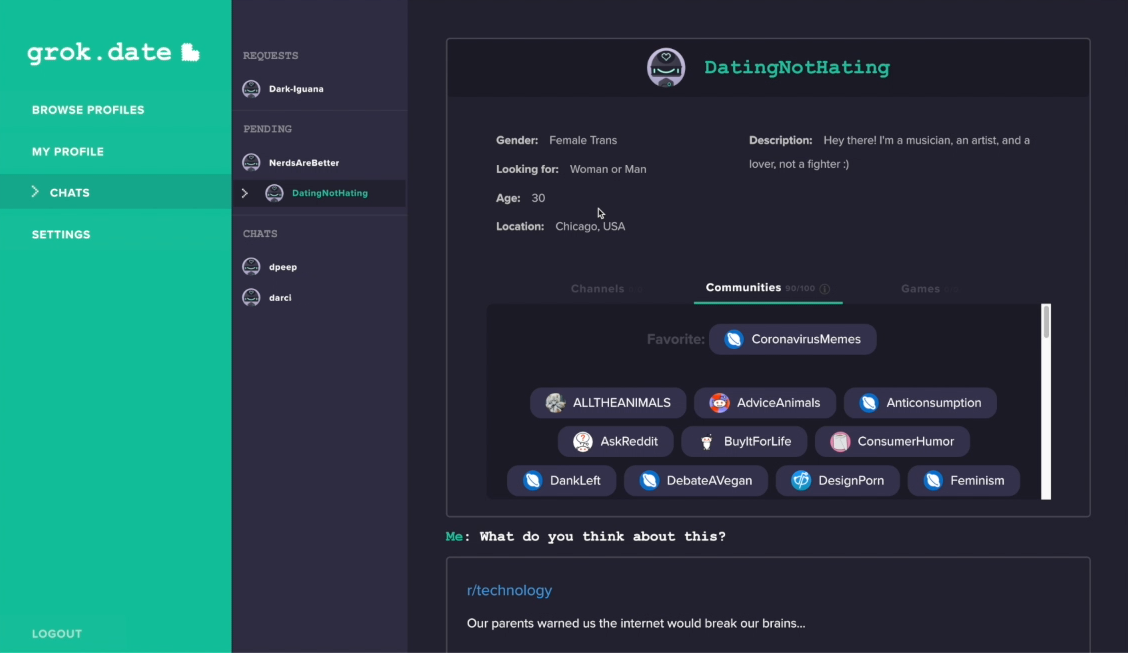 grok.date
BROWSE PROFILES
MY PROFILE
CHATS
SETTINGS
LOGOUT
REQUESTS
Dark-Iguana
PENDING
NerdsAreBetter
DatingNotHating
CHATS
dpeep
darci
DatingNotHating
Gender: Female Trans
Looking for: Woman or Man
Age: 30
Location: Chicago, USA
Description: Hey there! I'm a musician, an artist, and a
lover, not a fighter :)
Channels Communities 90/100 Games
Favorite: CoronavirusMemes
ALLTHEANIMALS AdviceAnimals Anticonsumption
AskReddit BuyItForLife ConsumerHumor
DankLeft DebateAVegan DesignPorn Feminism
Me: What do you think about this?
r/technology
Our parents warned us the internet would break our brains...